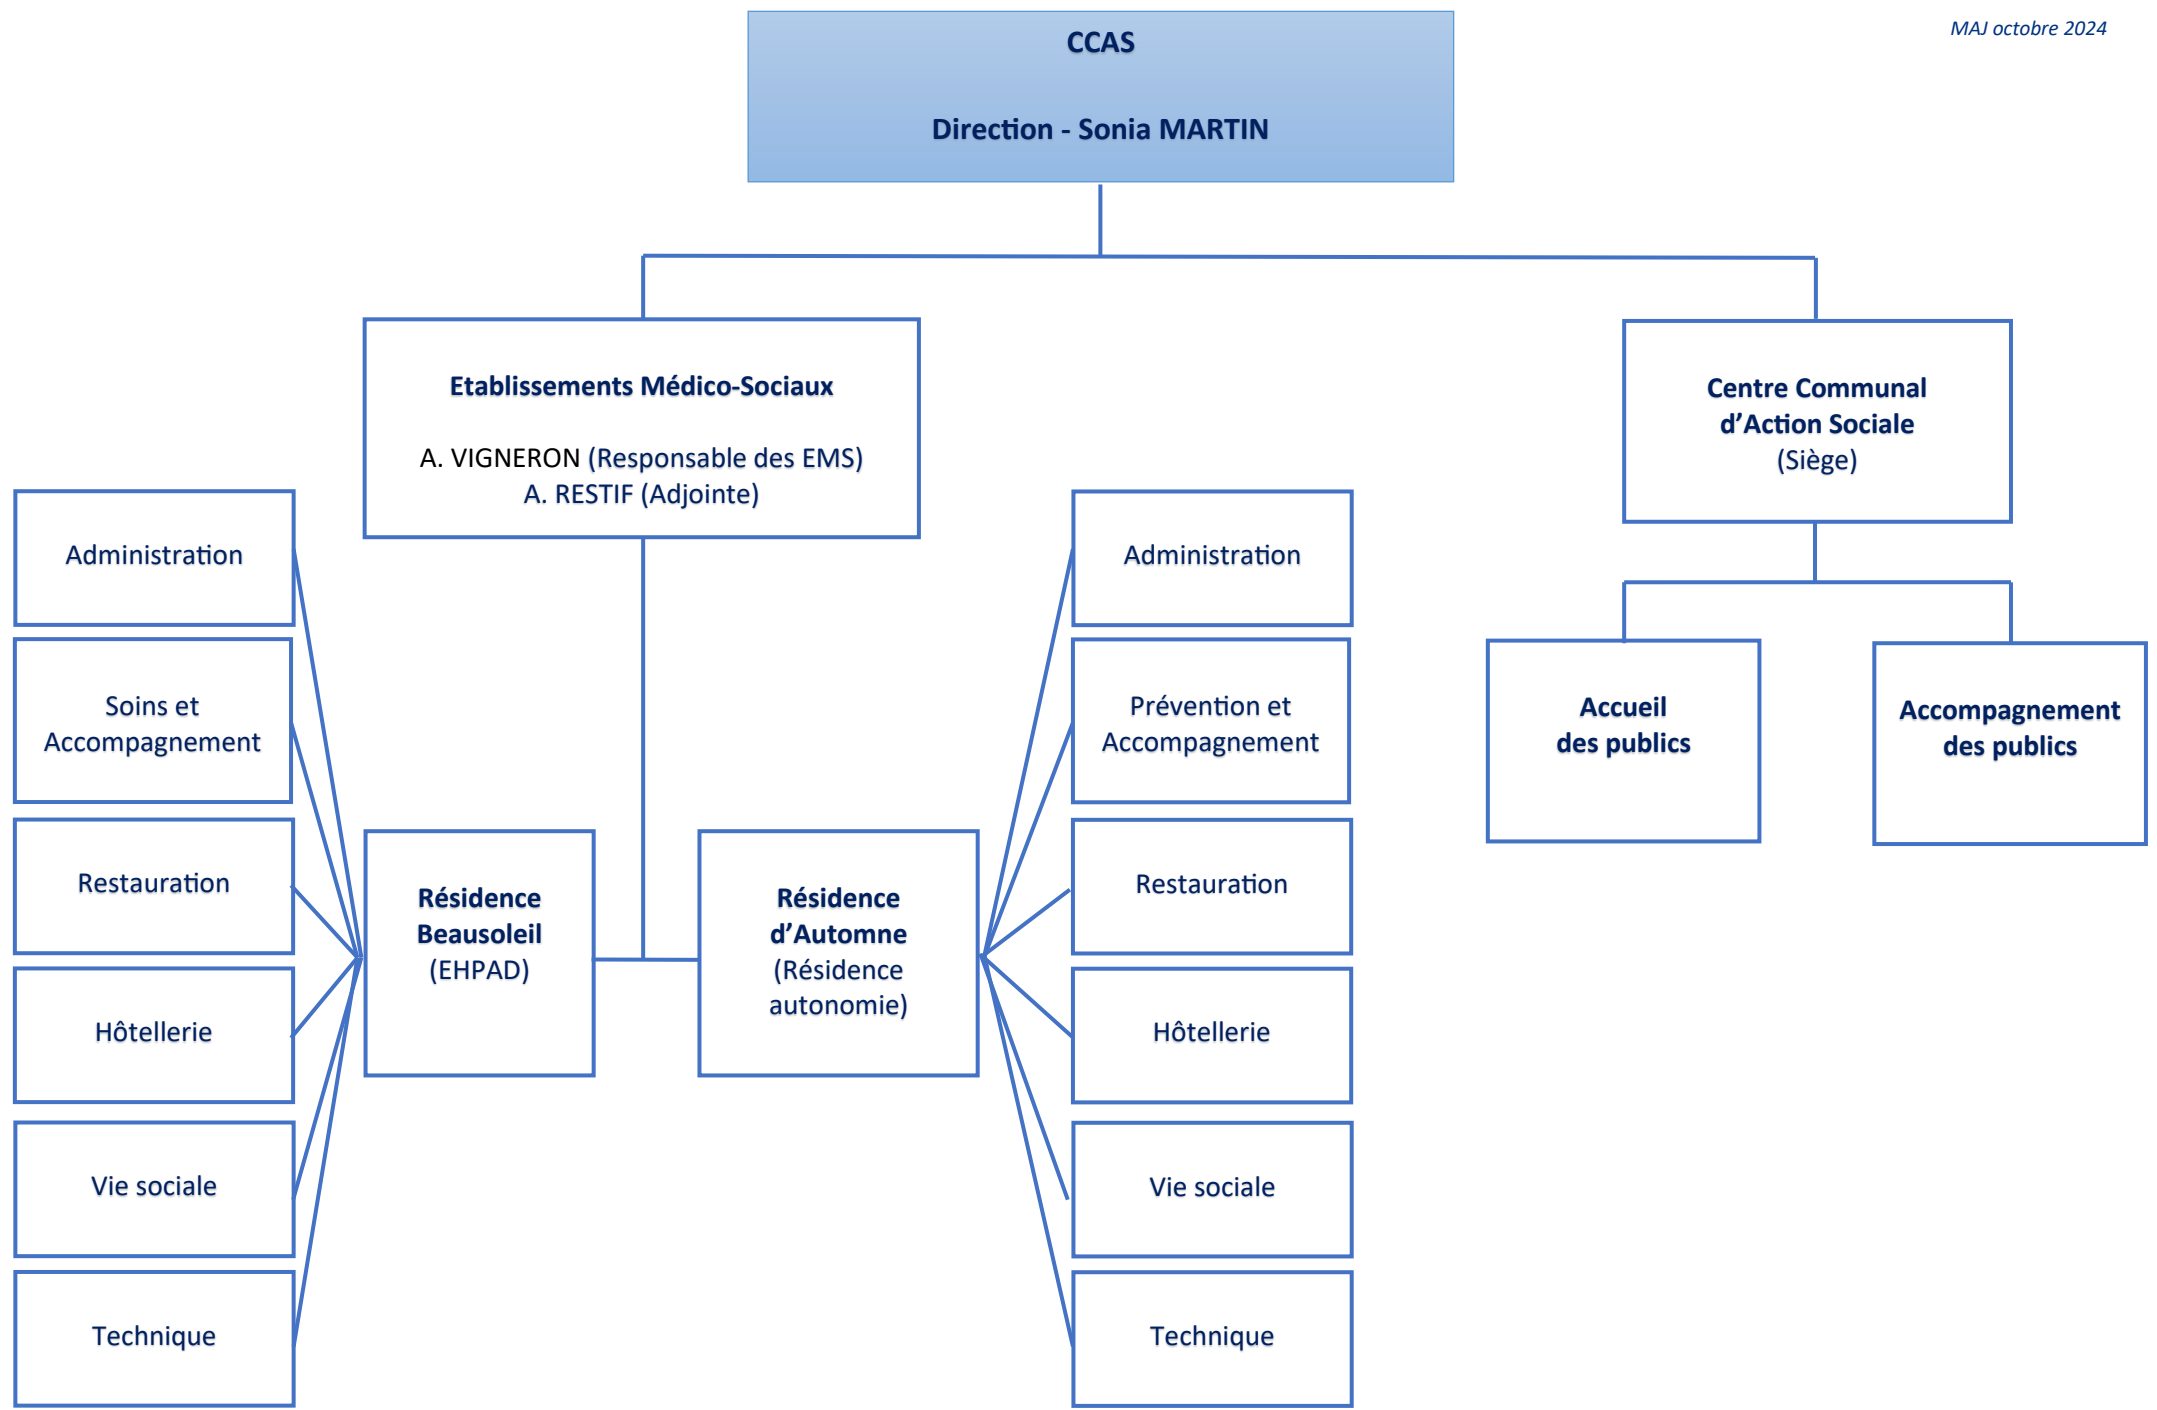 MAJ octobre 2024
CCAS
Direction - Sonia MARTIN
Etablissements Médico-Sociaux
A. VIGNERON (Responsable des EMS)
A. RESTIF (Adjointe)
Centre Communal
d’Action Sociale
(Siège)
Administration
Soins et
Accompagnement
Restauration
Hôtellerie
Vie sociale
Technique
Résidence
Beausoleil
(EHPAD)
Résidence
d’Automne
(Résidence
autonomie)
Administration
Prévention et
Accompagnement
Restauration
Hôtellerie
Vie sociale
Technique
Accueil
des publics
Accompagnement
des publics